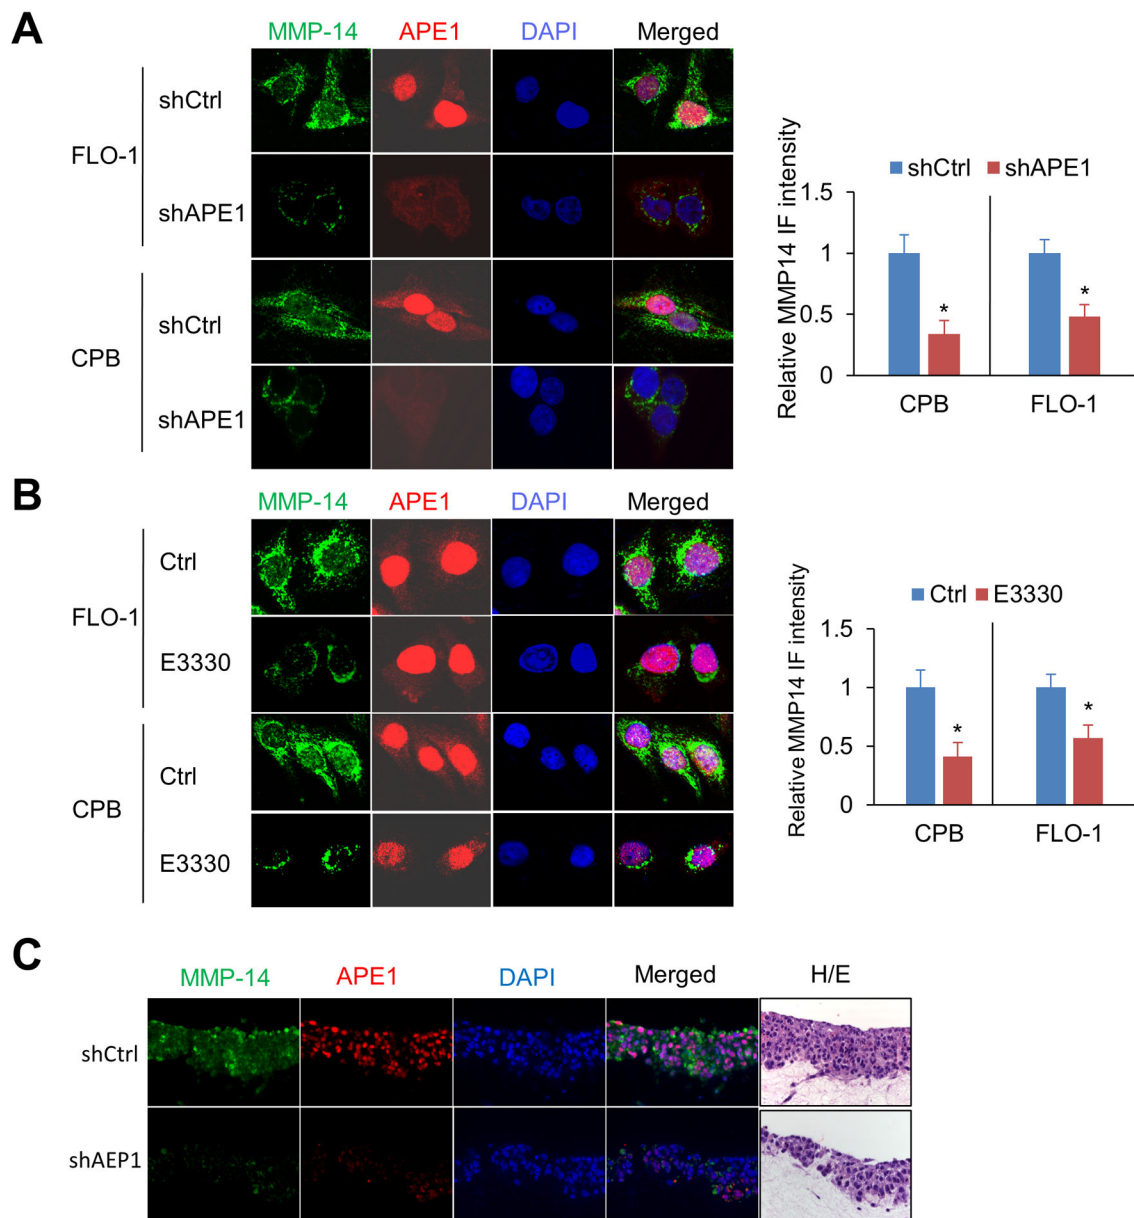 A
MMP-14 APE1 DAPI Merged
FLO-1
shCtrl
shAPE1
CPB
shCtrl
shAPE1
shCtrl shAPE1
Relative MMP14 IF intensity
1.5
1
0.5
0
*
*
CPB FLO-1
B
MMP-14 APE1 DAPI Merged
FLO-1
Ctrl
E3330
CPB
Ctrl
E3330
Ctrl E3330
Relative MMP14 IF intensity
1.5
1
0.5
0
*
*
CPB FLO-1
C
MMP-14 APE1 DAPI Merged H/E
shCtrl
shAEP1